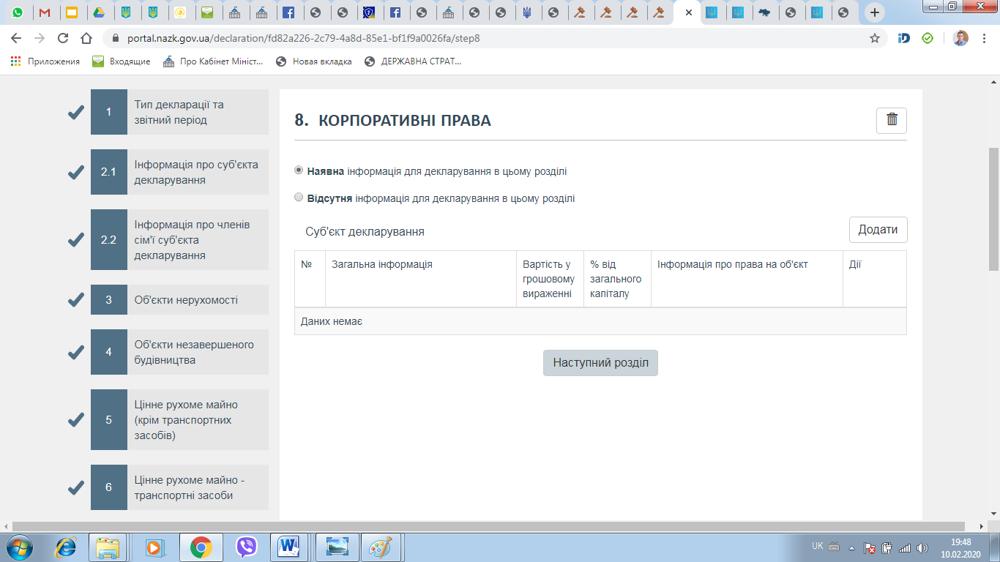 portal.nazk.gov.ua/declaration/fd82a226-2c79-4a8d-85e1-bf1f9a0026fa/step8
Приложения
Входящие
Про Кабінет Мініст...
Новая вкладка
ДЕРЖАВНА СТРАТ...
1
Тип декларації та
звітний період
2.1
Інформація про суб'єкта
декларування
2.2
Інформація про членів
сім'ї суб'єкта
декларування
3
Об'єкти нерухомості
4
Об'єкти незавершеного
будівництва
5
Цінне рухоме майно
(крім транспортних
засобів)
6
Цінне рухоме майно -
транспортні засоби
8. КОРПОРАТИВНІ ПРАВА
Наявна інформація для декларування в цьому розділі
Відсутня інформація для декларування в цьому розділі
Суб'єкт декларування
Додати
№
Загальна інформація
Вартість у
грошовому
вираженні
% від
загального
капіталу
Інформація про права на об'єкт
Дії
Даних немає
Наступний розділ
UK
19:48
10.02.2020